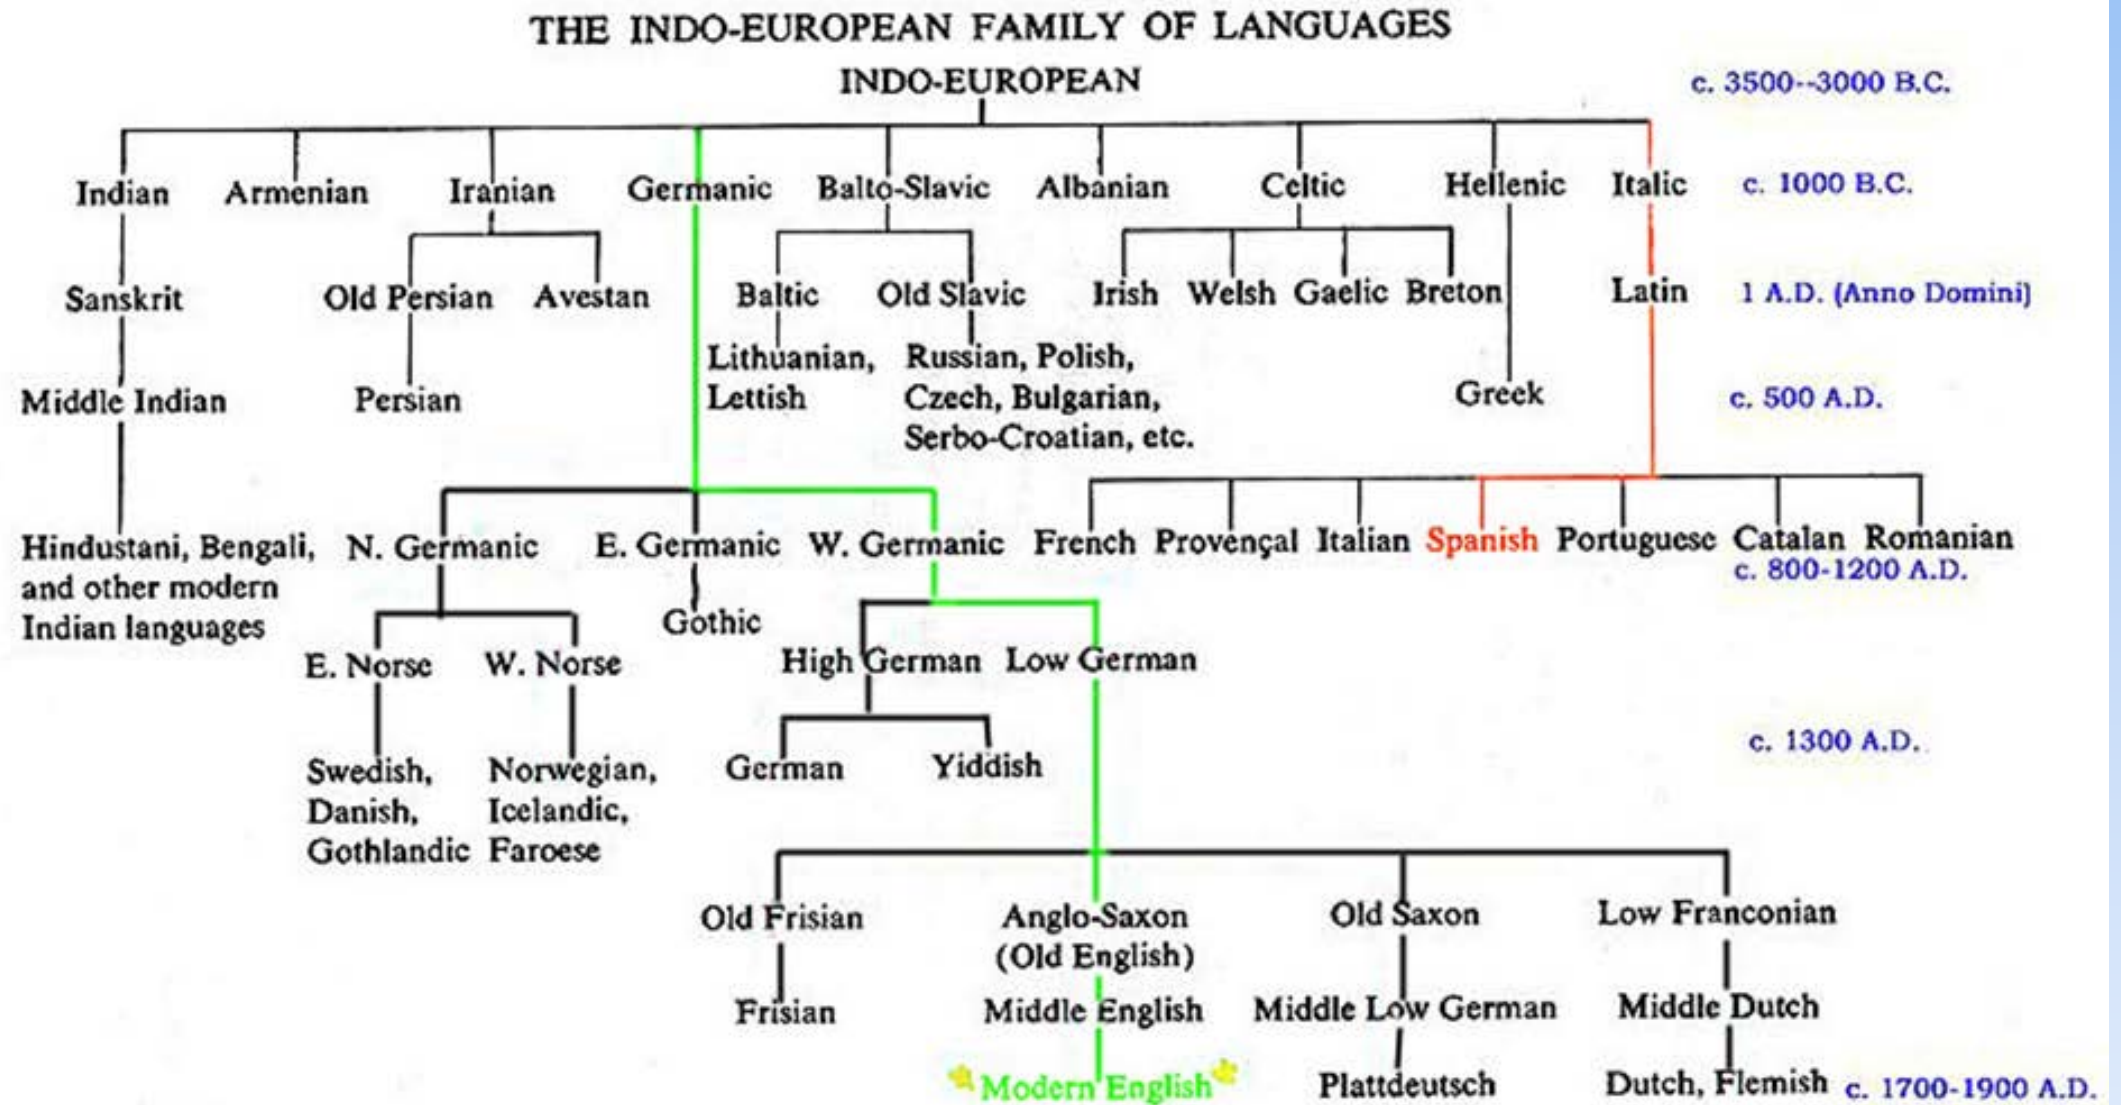 THE INDO-EUROPEAN FAMILY OF LANGUAGES
INDO-EUROPEAN
c. 3500--3000 B.C.
Indian Armenian Iranian Germanic Balto-Slavic Albanian Celtic Hellenic Italic c. 1000 B.C.
Sanskrit Old Persian Avestan Baltic Old Slavic Irish Welsh Gaelic Breton Latin 1 A.D. (Anno Domini)
Lithuanian, Russian, Polish,
Middle Indian Persian Lettish Czech, Bulgarian, Greek c. 500 A.D.
Serbo-Croatian, etc.
Hindustani, Bengali, N. Germanic E. Germanic W. Germanic French Provençal Italian Spanish Portuguese Catalan Romanian
c. 800-1200 A.D.
and other modern
Indian languages Gothic
E. Norse W. Norse High German Low German
c. 1300 A.D.
Swedish, Norwegian, German Yiddish
Danish, Icelandic,
Gothlandic Faroese
Old Frisian Anglo-Saxon Old Saxon Low Franconian
(Old English)
Frisian Middle English Middle Low German Middle Dutch
Modern English Plattdeutsch Dutch, Flemish c. 1700-1900 A.D.